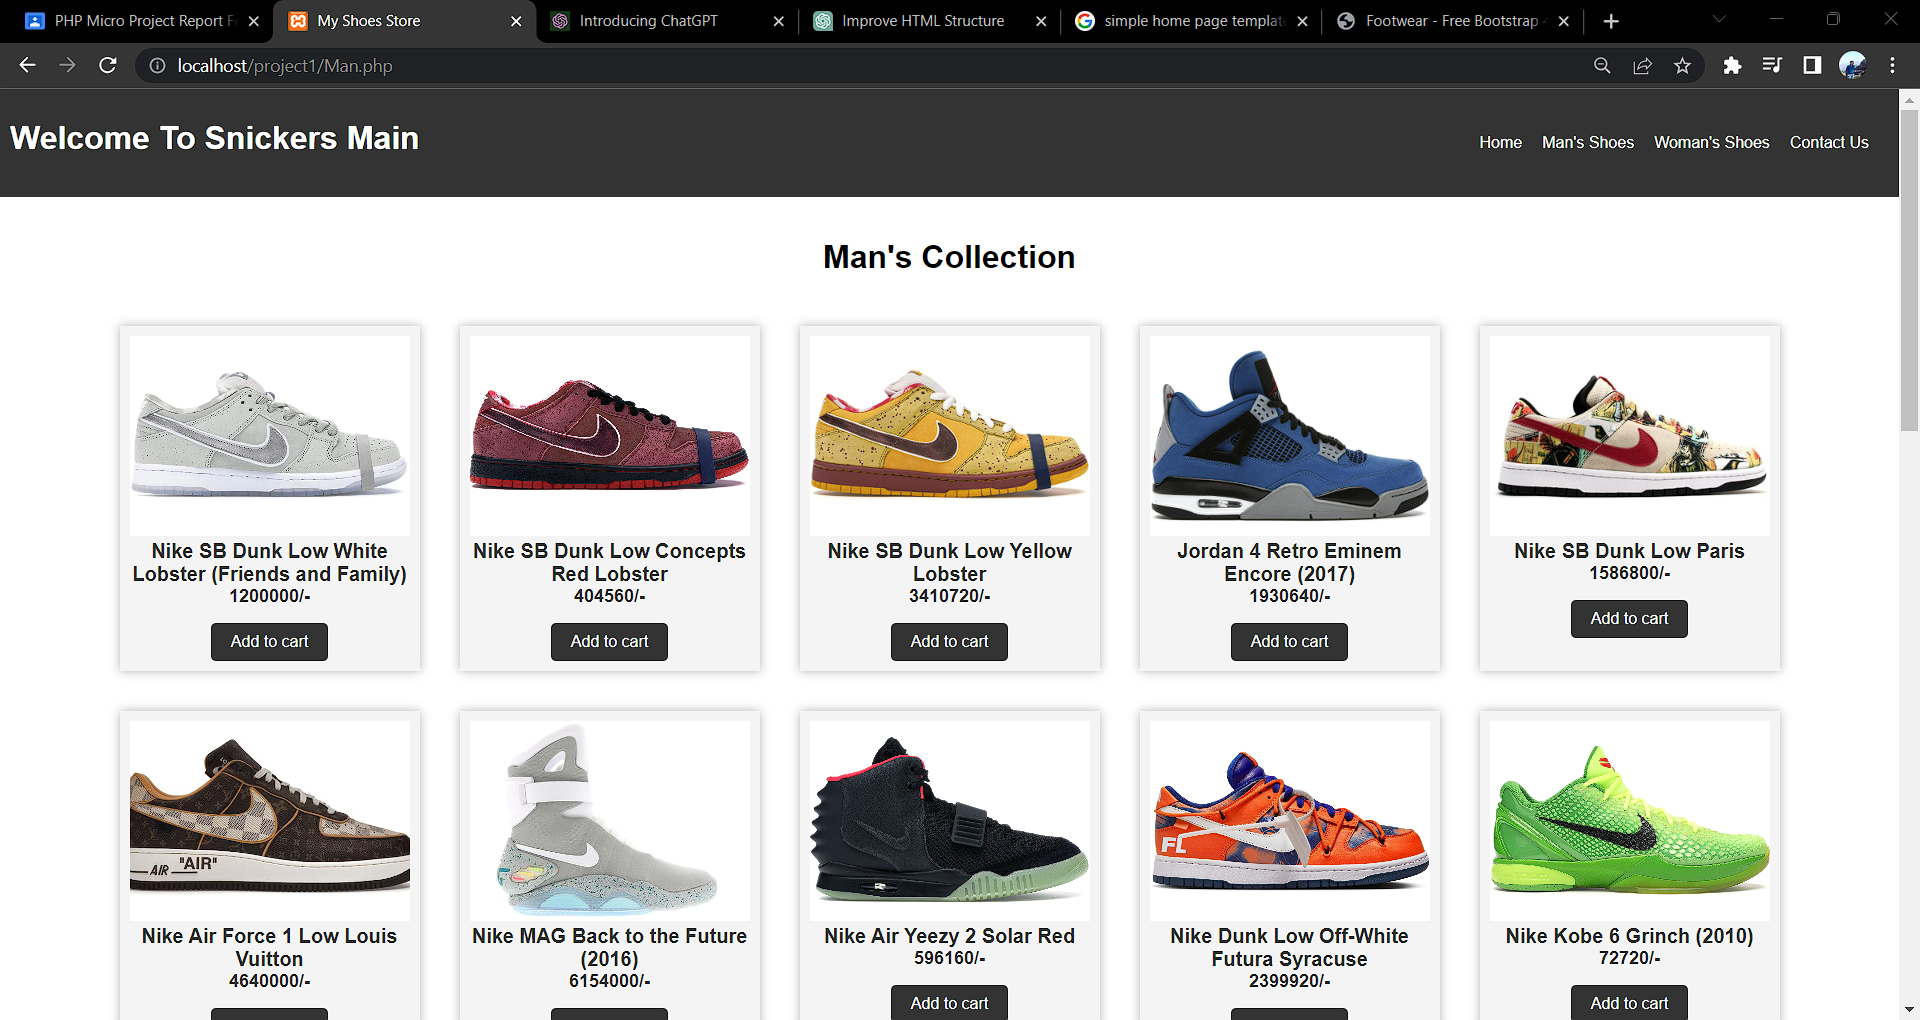 PHP Micro Project Report F
My Shoes Store
Introducing ChatGPT
Improve HTML Structure
simple home page templat
Footwear - Free Bootstrap 4
localhost/project1/Man.php
Welcome To Snickers Main
Home
Man's Shoes
Woman's Shoes
Contact Us
Man's Collection
Nike SB Dunk Low White
Lobster (Friends and Family)
1200000/-
Add to cart
Nike SB Dunk Low Concepts
Red Lobster
404560/-
Add to cart
Nike SB Dunk Low Yellow
Lobster
3410720/-
Add to cart
Jordan 4 Retro Eminem
Encore (2017)
1930640/-
Add to cart
Nike SB Dunk Low Paris
1586800/-
Add to cart
AIR
"AIR"
Nike Air Force 1 Low Louis
Vuitton
4640000/-
Nike MAG Back to the Future
(2016)
6154000/-
Nike Air Yeezy 2 Solar Red
596160/-
Add to cart
FL
Nike Dunk Low Off-White
Futura Syracuse
2399920/-
Nike Kobe 6 Grinch (2010)
72720/-
Add to cart